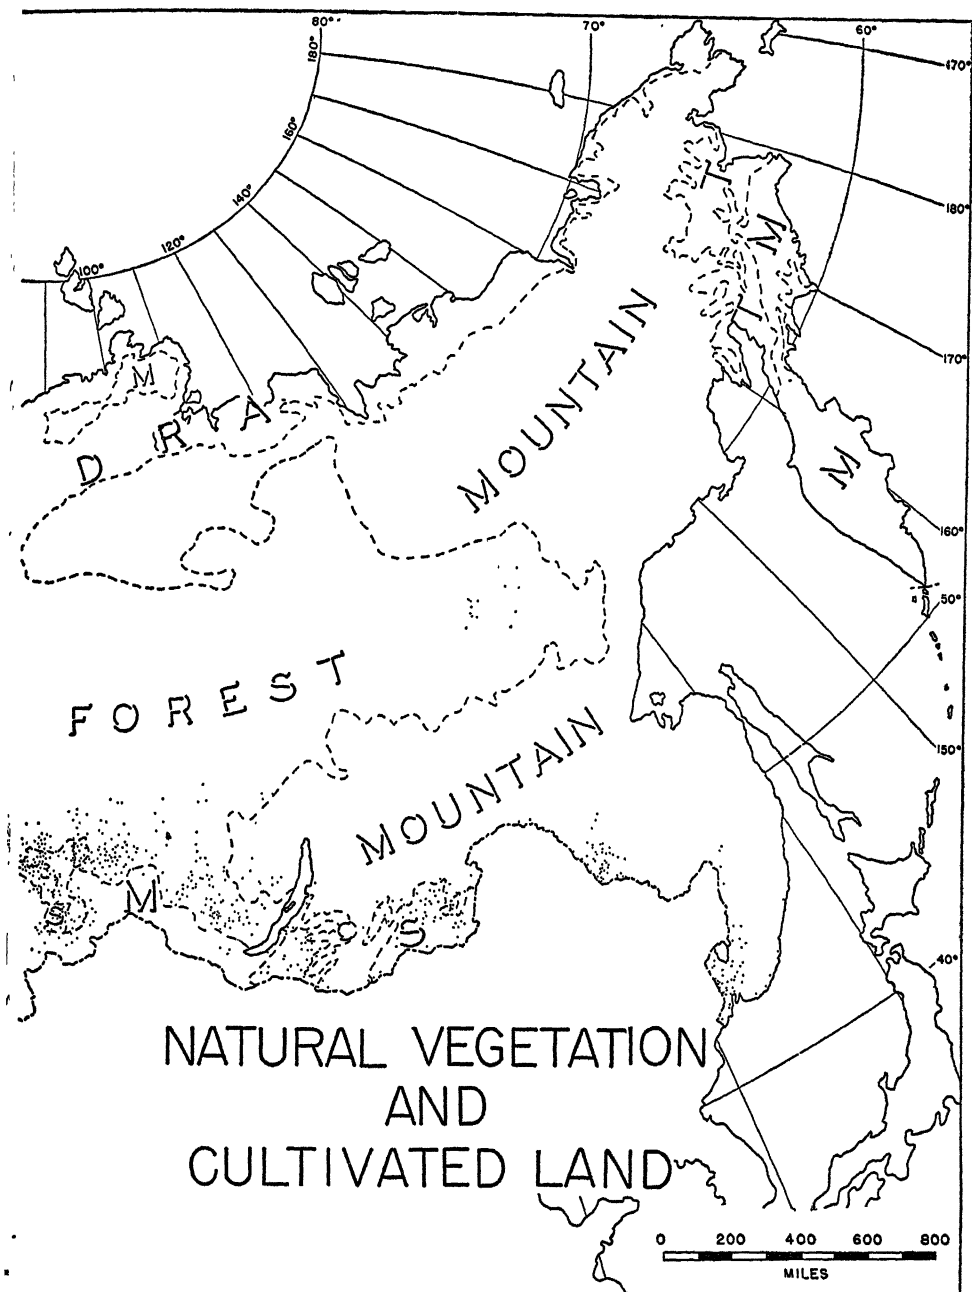 80°
70°
60°
180°
170°
160°
180°
140°
120°
T
M
100°
M
170°
T
MOUNTAIN
D R A
M
160°
50°
FOREST
MOUNTAIN
150°
M
S
C S
40°
NATURAL VEGETATION
AND
CULTIVATED LAND
0 200 400 600 800
MILES